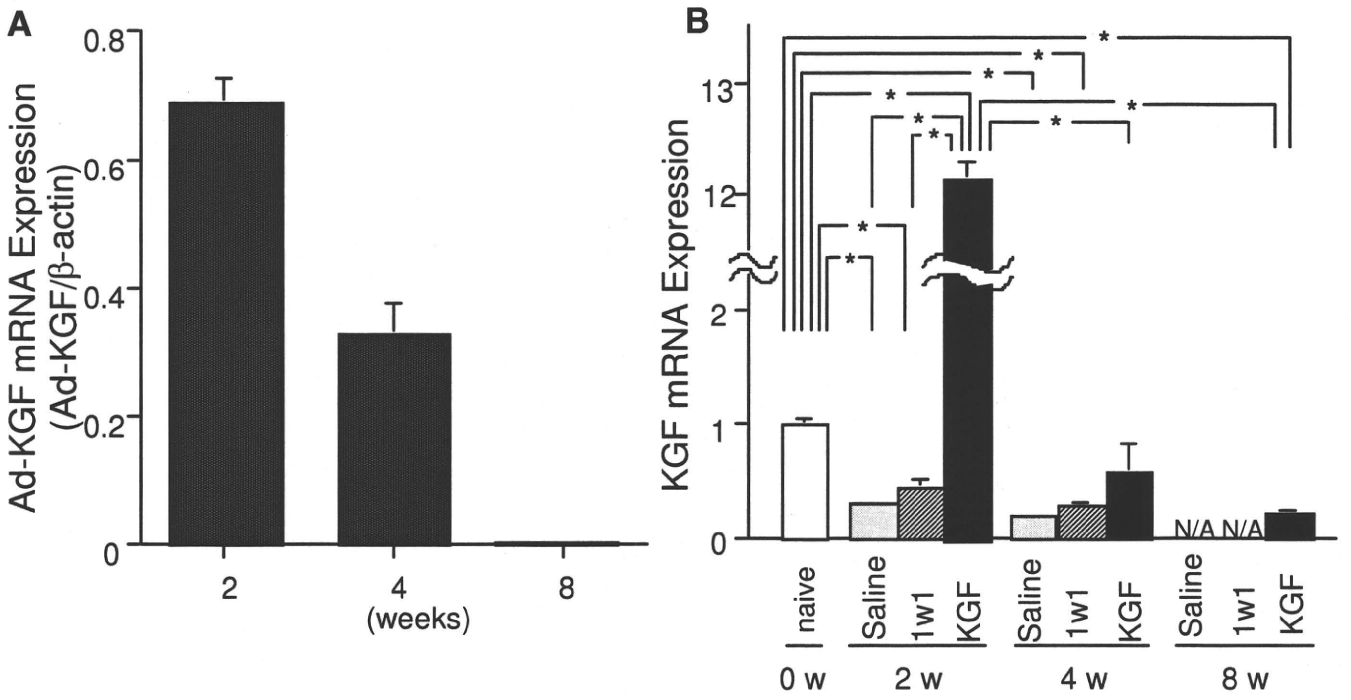 A
Ad-KGF mRNA Expression
(Ad-KGF/β-actin)
0.8
0.6
0.4
0.2
0
2 4 8
(weeks)
B
KGF mRNA Expression
13
12
2
1
0
*
*
*
*
*
*
*
*
*
*
N/A N/A
naive Saline 1w1 KGF Saline 1w1 KGF Saline 1w1 KGF
0 w 2 w 4 w 8 w